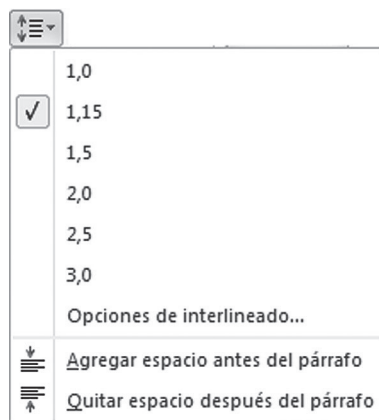 1,0
1,15
1,5
2,0
2,5
3,0
Opciones de interlineado...
Agregar espacio antes del párrafo
Quitar espacio después del párrafo